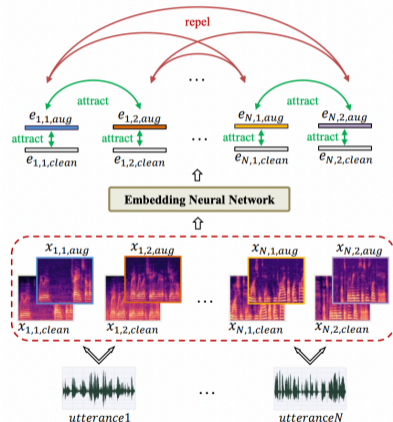 repel
attract
attract
...
e1,1,aug
e1,2,aug
eN,1,aug
eN,2,aug
attract
attract
...
attract
attract
e1,1,clean
e1,2,clean
eN,1,clean
eN,2,clean
Embedding Neural Network
x1,1,aug
x1,2,aug
xN,1,aug
xN,2,aug
...
x1,1,clean
x1,2,clean
xN,1,clean
xN,2,clean
...
utterance1
utteranceN